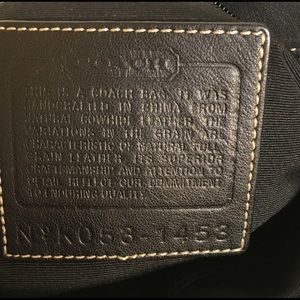 COACH
THIS IS A COACH BAG. IT WAS
HANDCRAFTED IN CHINA FROM
NATURAL COWHIDE LEATHER. THE
VARIATIONS IN THE GRAIN ARE
CHARACTERISTIC OF NATURAL FULL
GRAIN LEATHER. ITS SUPERIOR
CRAFTSMANSHIP AND ATTENTION TO
DETAIL REFLECT OUR COMMITMENT
TO ENDURING QUALITY.
K053-1453